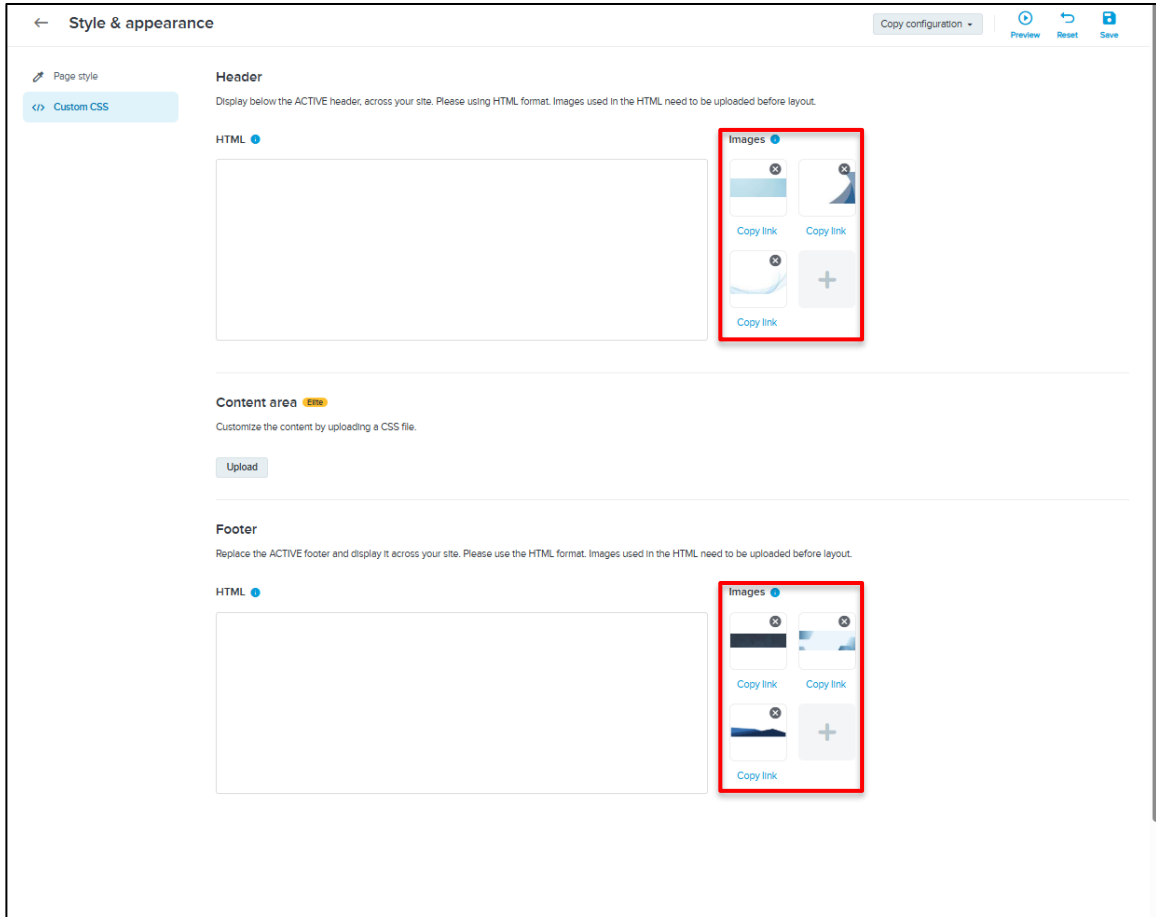 Style & appearance
Copy configuration
Preview
Reset
Save
Page style
</> Custom CSS
Header
Display below the ACTIVE header, across your site. Please using HTML format. Images used in the HTML need to be uploaded before layout.
HTML
Images
Copy link
Copy link
Copy link
Content area Elite
Customize the content by uploading a CSS file.
Upload
Footer
Replace the ACTIVE footer and display it across your site. Please use the HTML format. Images used in the HTML need to be uploaded before layout.
HTML
Images
Copy link
Copy link
Copy link